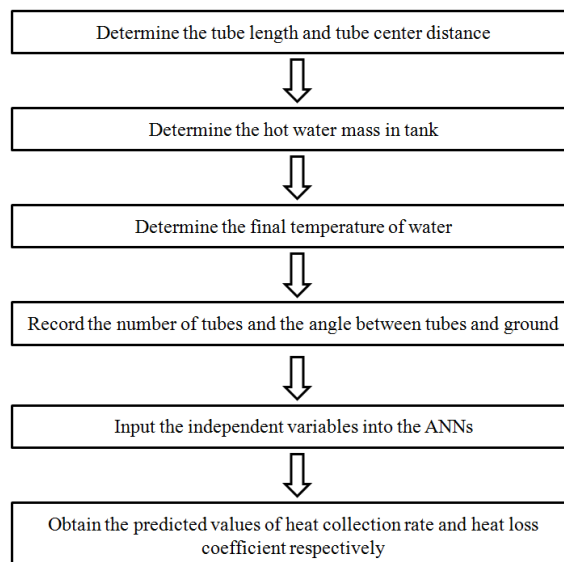 Determine the tube length and tube center distance
Determine the hot water mass in tank
Determine the final temperature of water
Record the number of tubes and the angle between tubes and ground
Input the independent variables into the ANNs
Obtain the predicted values of heat collection rate and heat loss
coefficient respectively